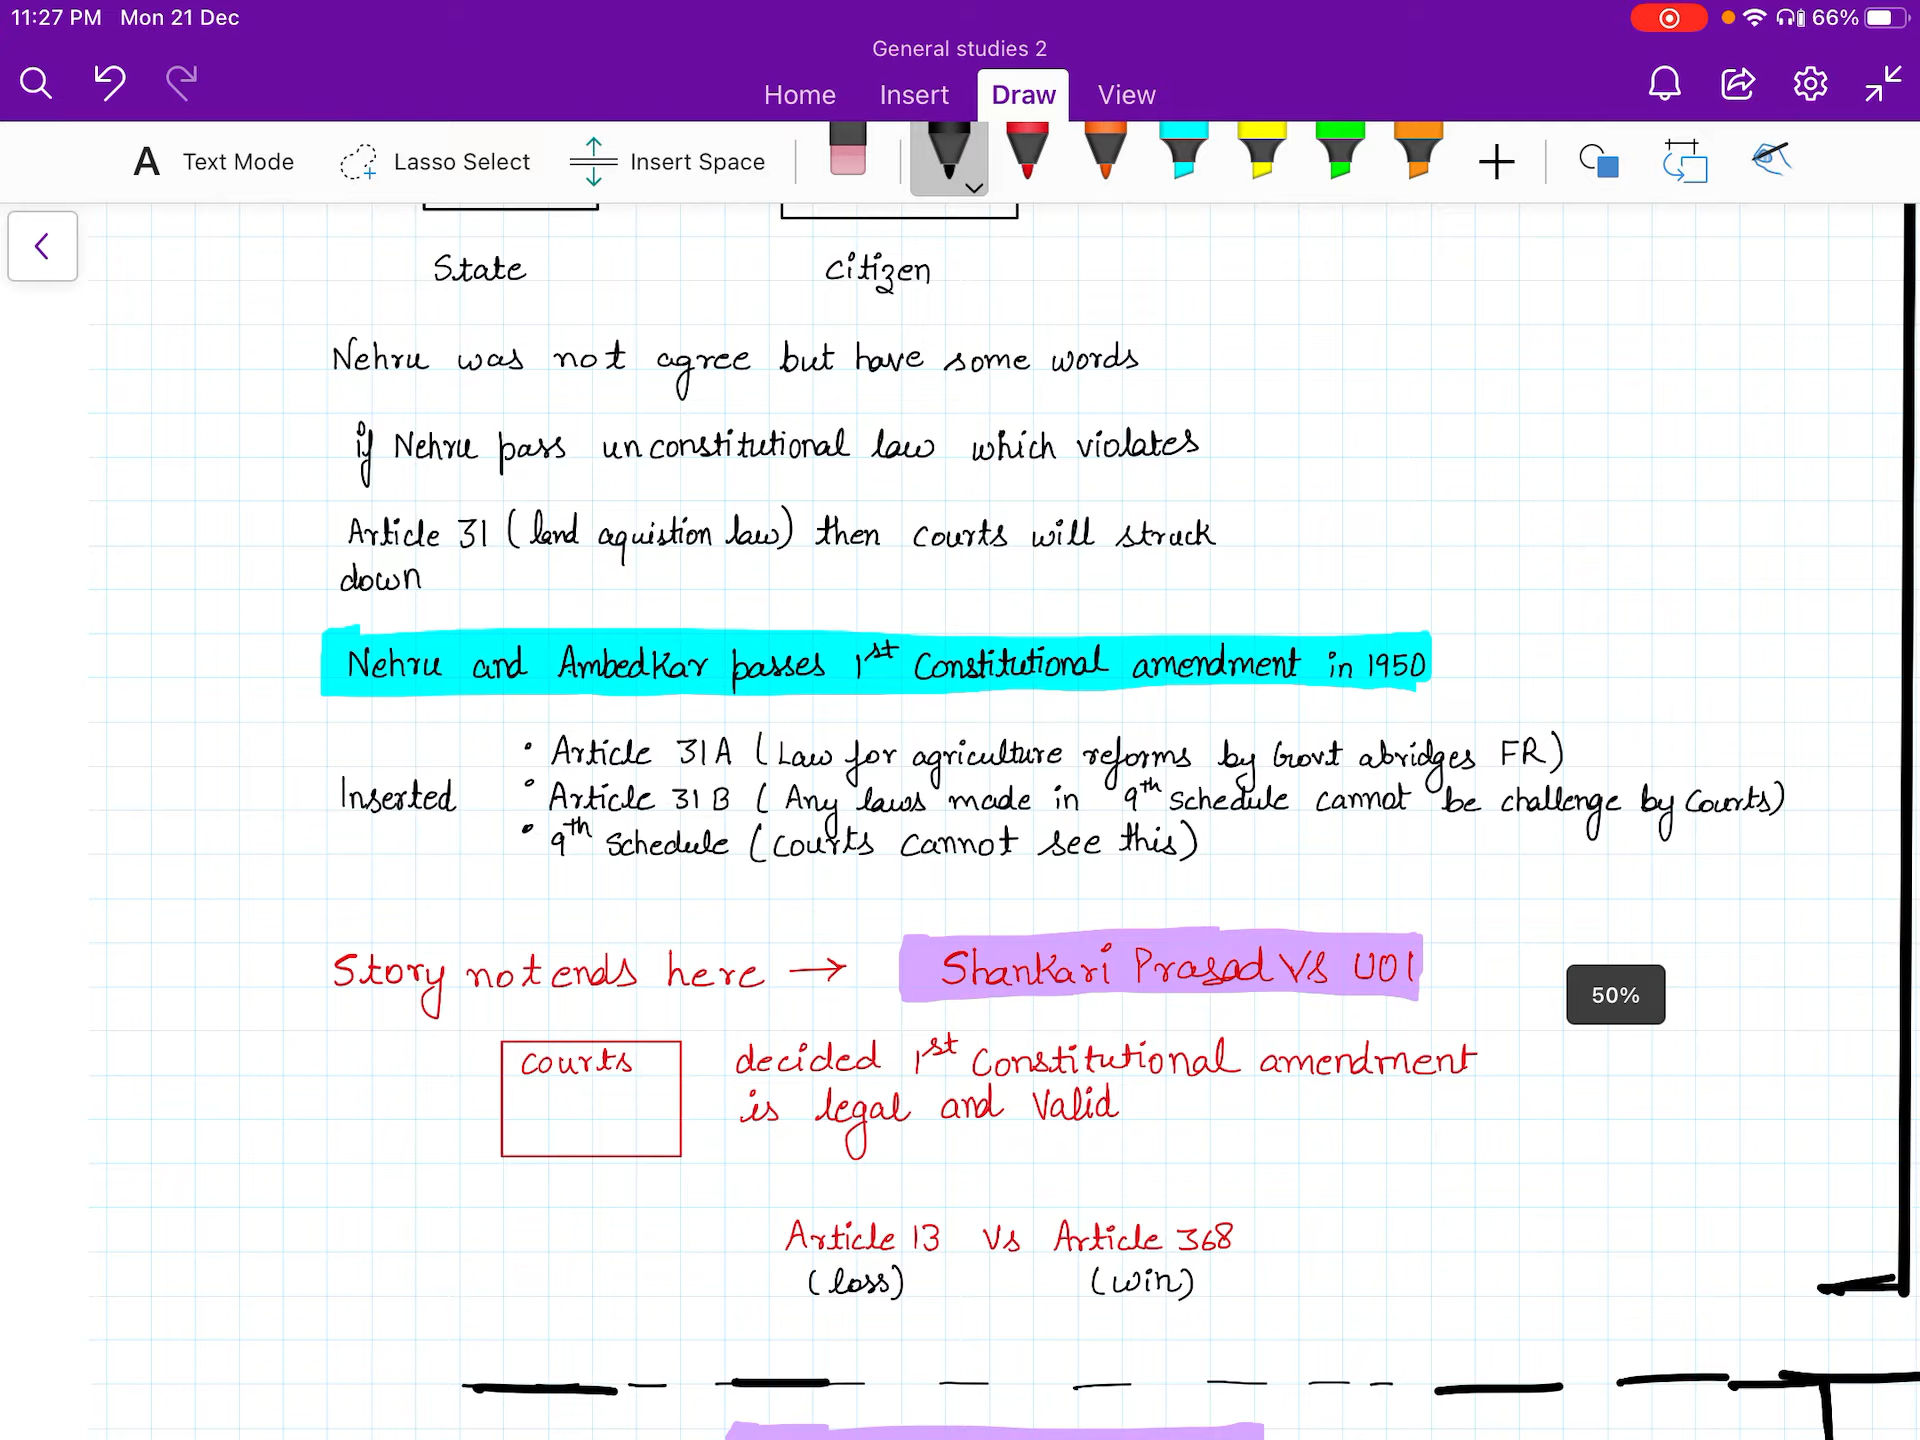 11:27 PM Mon 21 Dec
66%
General studies 2
Home Insert Draw View
A Text Mode Lasso Select Insert Space
State citizen
Nehru was not agree but have some words
if Nehru pass unconstitutional law which violates
Article 31 (land aquistion law) then courts will struck
down
Nehru and Ambedkar passes 1st Constitutional amendment in 1950
• Article 31A (Law for agriculture reforms by Govt abridges FR)
Inserted • Article 31B (Any laws made in 9th schedule cannot be challenge by Courts)
• 9th Schedule (courts cannot see this)
Story not ends here → Shankari Prasad VS UOI
50%
courts decided 1st Constitutional amendment
is legal and valid
Article 13 Vs Article 368
(loss) (win)